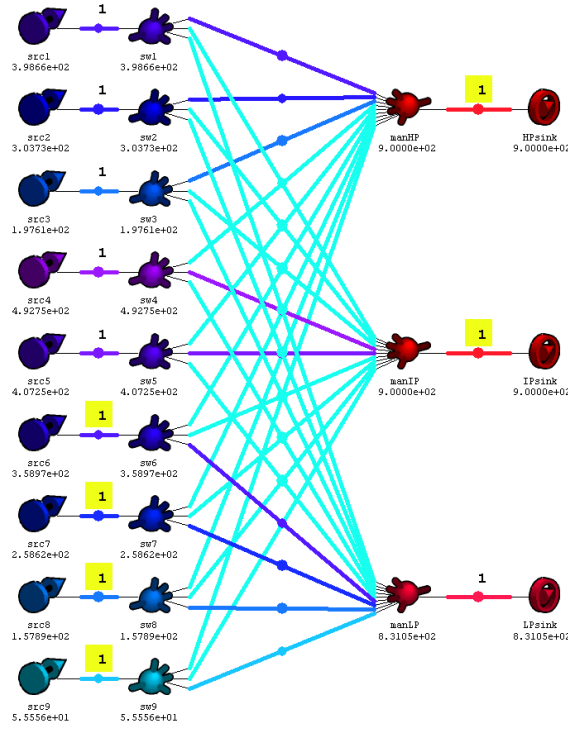 1
src1 sw1
3.9866e+02 3.9866e+02
1 1
src2 sw2 manHP HPsink
3.0373e+02 3.0373e+02 9.0000e+02 9.0000e+02
1
src3 sw3
1.9761e+02 1.9761e+02
1
src4 sw4
4.9275e+02 4.9275e+02
1 1
src5 sw5 manIP IPsink
4.0725e+02 4.0725e+02 9.0000e+02 9.0000e+02
1
src6 sw6
3.5897e+02 3.5897e+02
1
src7 sw7
2.5862e+02 2.5862e+02
1 1
src8 sw8 manLP LPsink
1.5789e+02 1.5789e+02 8.3105e+02 8.3105e+02
1
src9 sw9
5.5556e+01 5.5556e+01